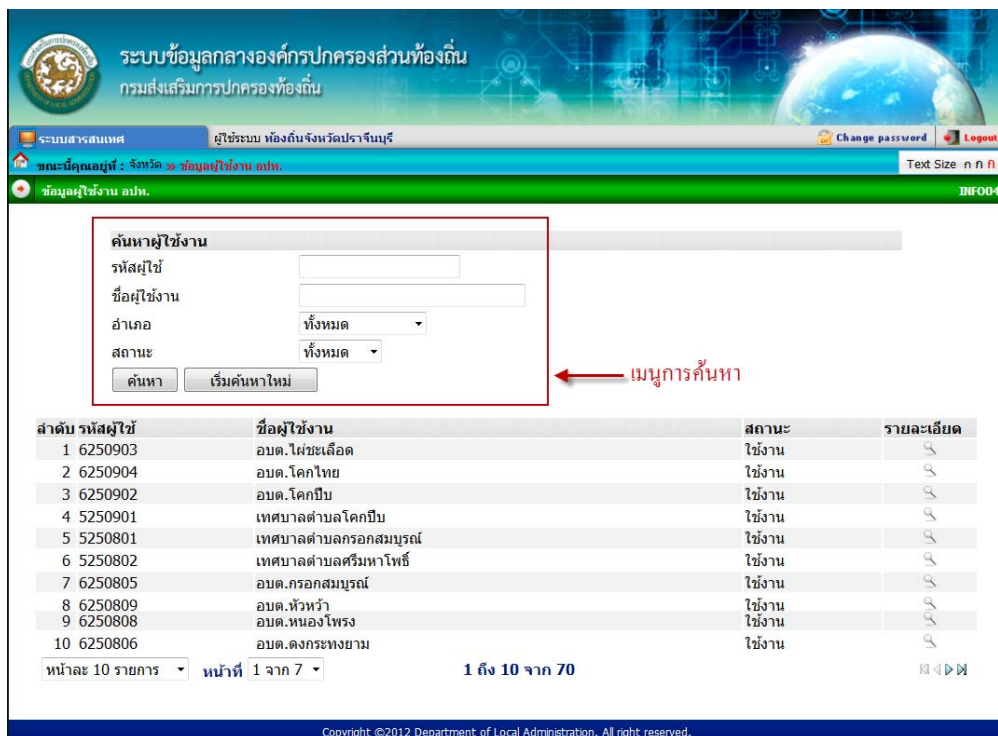 ระบบข้อมูลกลางองค์กรปกครองส่วนท้องถิ่น
กรมส่งเสริมการปกครองท้องถิ่น
ระบบสารสนเทศ ผู้ใช้ระบบ ท้องถิ่นจังหวัดปราจีนบุรี Change password Logout
ขณะนี้คุณอยู่ที่ : จังหวัด >> ข้อมูลผู้ใช้งาน อปท. Text Size ก ก ก
ข้อมูลผู้ใช้งาน อปท. INFO04
ค้นหาผู้ใช้งาน
รหัสผู้ใช้
ชื่อผู้ใช้งาน
อำเภอ ทั้งหมด
สถานะ ทั้งหมด
ค้นหา เริ่มค้นหาใหม่
เมนูการค้นหา
ลำดับ รหัสผู้ใช้ ชื่อผู้ใช้งาน สถานะ รายละเอียด
1 6250903 อบต.ไผ่ชะเลือด ใช้งาน
2 6250904 อบต.โคกไทย ใช้งาน
3 6250902 อบต.โคกปีบ ใช้งาน
4 5250901 เทศบาลตำบลโคกปีบ ใช้งาน
5 5250801 เทศบาลตำบลกรอกสมบูรณ์ ใช้งาน
6 5250802 เทศบาลตำบลศรีมหาโพธิ์ ใช้งาน
7 6250805 อบต.กรอกสมบูรณ์ ใช้งาน
8 6250809 อบต.หัวหว้า ใช้งาน
9 6250808 อบต.หนองโพรง ใช้งาน
10 6250806 อบต.ดงกระทงยาม ใช้งาน
หน้าละ 10 รายการ หน้าที่ 1 จาก 7 1 ถึง 10 จาก 70
Copyright ©2012 Department of Local Administration. All right reserved.